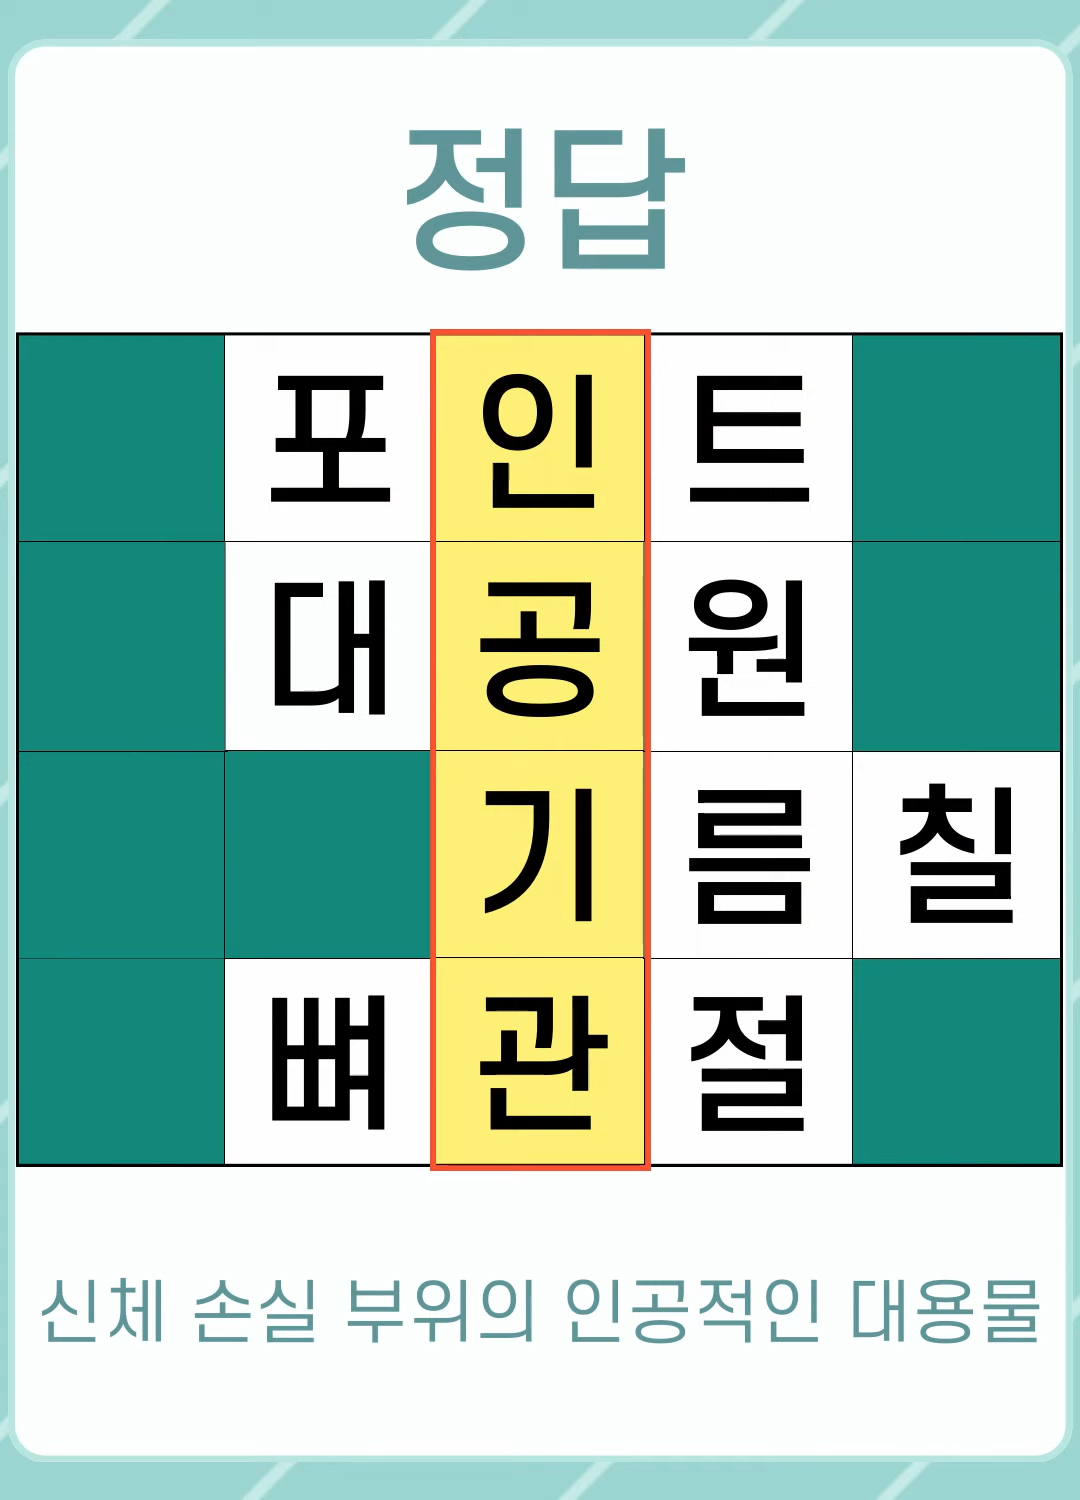 정답
포인트
대공원
기름칠
뼈관절
신체 손실 부위의 인공적인 대용물